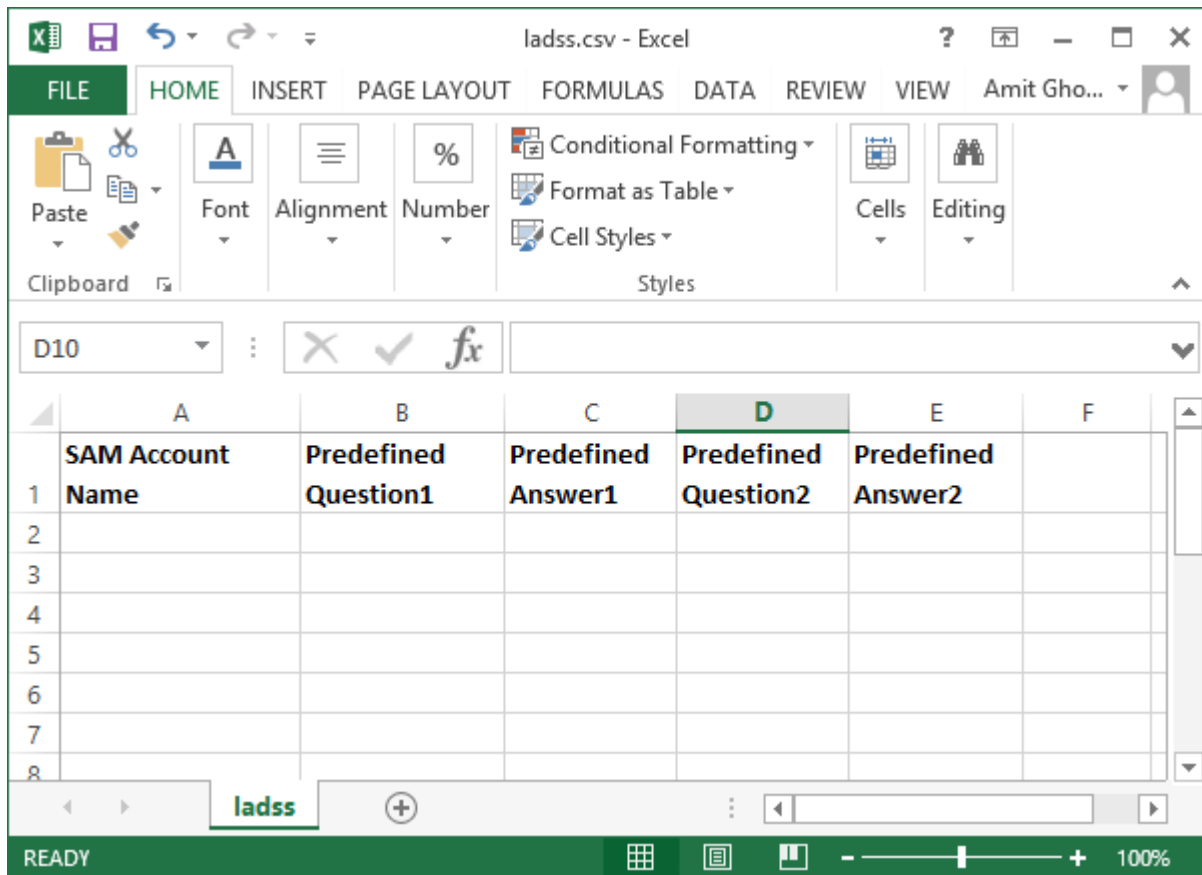 ladss.csv - Excel ?
FILE HOME INSERT PAGE LAYOUT FORMULAS DATA REVIEW VIEW Amit Gho...
Paste
Clipboard
A
Font
Alignment
%
Number
Conditional Formatting
Format as Table
Cell Styles
Styles
Cells
Editing
D10 fx
A B C D E F
1 SAM Account Name
Predefined Question1
Predefined Answer1
Predefined Question2
Predefined Answer2
2
3
4
5
6
7
8
ladss
READY - + 100%